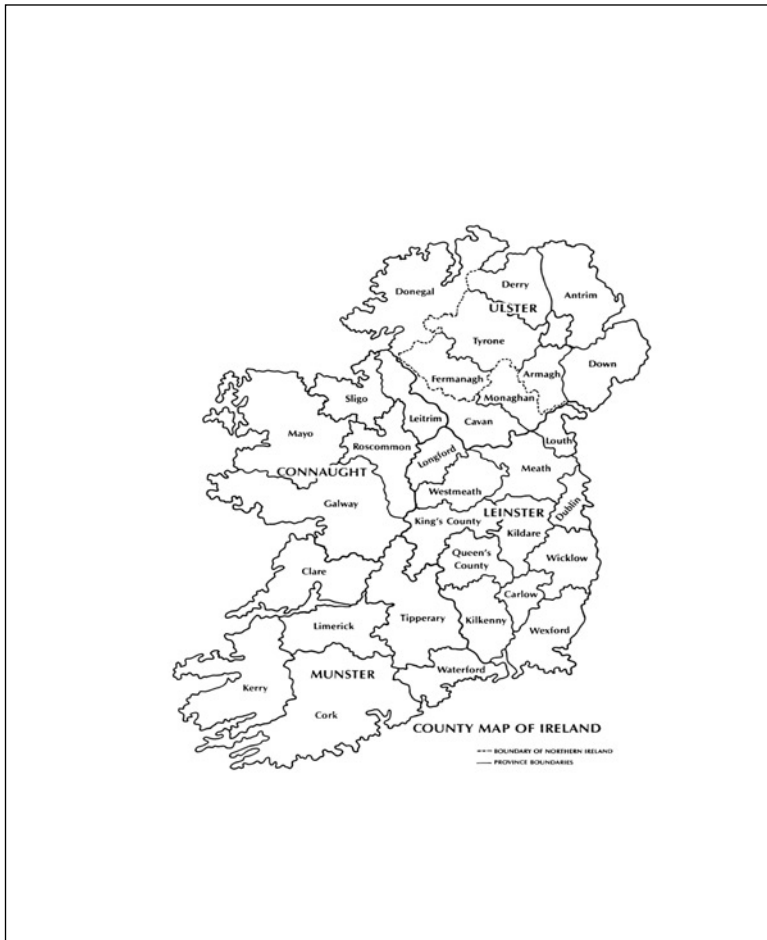 Derry
Donegal
Antrim
ULSTER
Tyrone
Down
Armagh
Fermanagh
Monaghan
Sligo
Leitrim
Cavan
Mayo
Louth
Roscommon
Longford
Meath
CONNAUGHT
Westmeath
Galway
Dublin
LEINSTER
King's County
Kildare
Queen's
County
Wicklow
Clare
Carlow
Tipperary
Kilkenny
Limerick
Wexford
Waterford
MUNSTER
Kerry
Cork
COUNTY MAP OF IRELAND
BOUNDARY OF NORTHERN IRELAND
PROVINCE BOUNDARIES